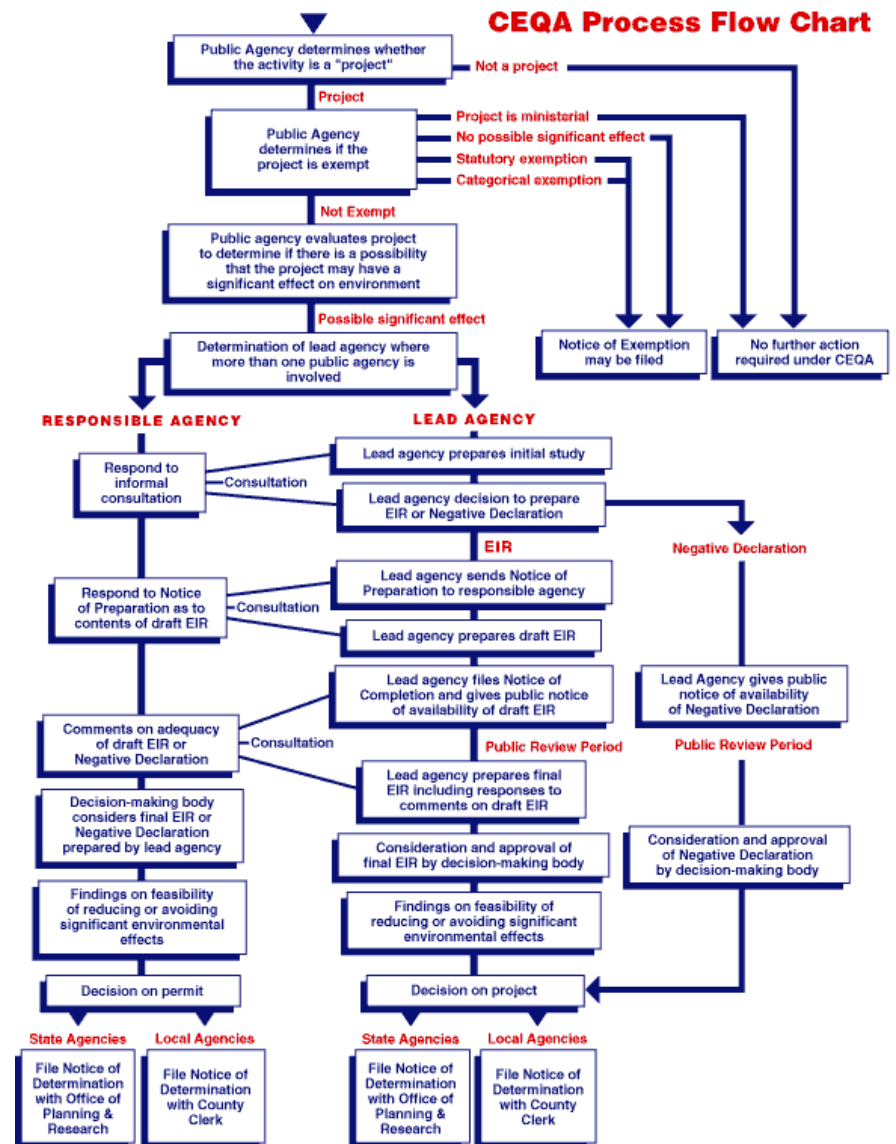 CEQA Process Flow Chart
Public Agency determines whether
the activity is a "project"
Not a project
Project
Public Agency
determines if the
project is exempt
Project is ministerial
No possible significant effect
Statutory exemption
Categorical exemption
Not Exempt
Public agency evaluates project
to determine if there is a possibility
that the project may have a
significant effect on environment
Possible significant effect
Notice of Exemption
may be filed
No further action
required under CEQA
Determination of lead agency where
more than one public agency is
involved
RESPONSIBLE AGENCY
LEAD AGENCY
Respond to
informal
consultation
Consultation
Lead agency prepares initial study
Lead agency decision to prepare
EIR or Negative Declaration
EIR
Negative Declaration
Respond to Notice
of Preparation as to
contents of draft EIR
Consultation
Lead agency sends Notice of
Preparation to responsible agency
Lead agency prepares draft EIR
Lead agency files Notice of
Completion and gives public notice
of availability of draft EIR
Lead Agency gives public
notice of availability
of Negative Declaration
Comments on adequacy
of draft EIR or
Negative Declaration
Consultation
Public Review Period
Public Review Period
Lead agency prepares final
EIR including responses to
comments on draft EIR
Decision-making body
considers final EIR or
Negative Declaration
prepared by lead agency
Consideration and approval of
final EIR by decision-making body
Consideration and approval
of Negative Declaration
by decision-making body
Findings on feasibility
of reducing or avoiding
significant environmental
effects
Findings on feasibility of
reducing or avoiding significant
environmental effects
Decision on permit
Decision on project
State Agencies
Local Agencies
State Agencies
Local Agencies
File Notice of
Determination
with Office of
Planning &
Research
File Notice of
Determination
with County
Clerk
File Notice of
Determination
with Office of
Planning &
Research
File Notice of
Determination
with County
Clerk